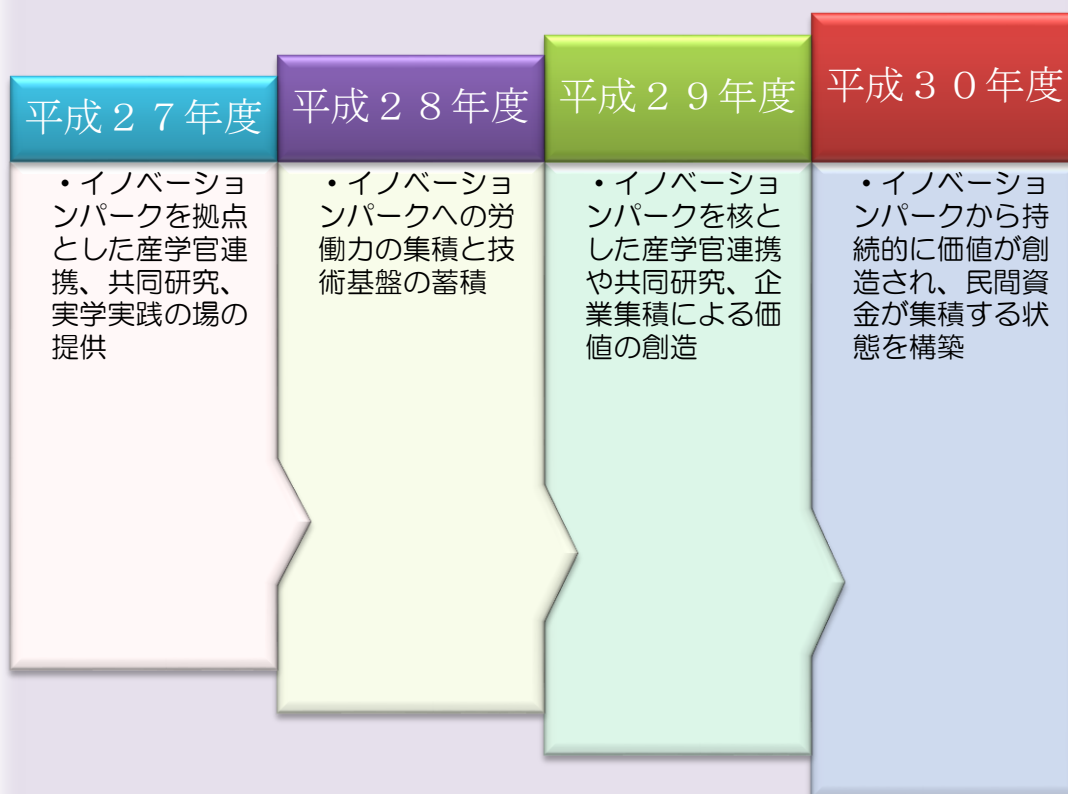 平成２７年度
・イノベーショ
ンパークを拠点
とした産学官連
携、共同研究、
実学実践の場の
提供
平成２８年度
・イノベーショ
ンパークへの労
働力の集積と技
術基盤の蓄積
平成２９年度
・イノベーショ
ンパークを核と
した産学官連携
や共同研究、企
業集積による価
値の創造
平成３０年度
・イノベーショ
ンパークから持
続的に価値が創
造され、民間資
金が集積する状
態を構築